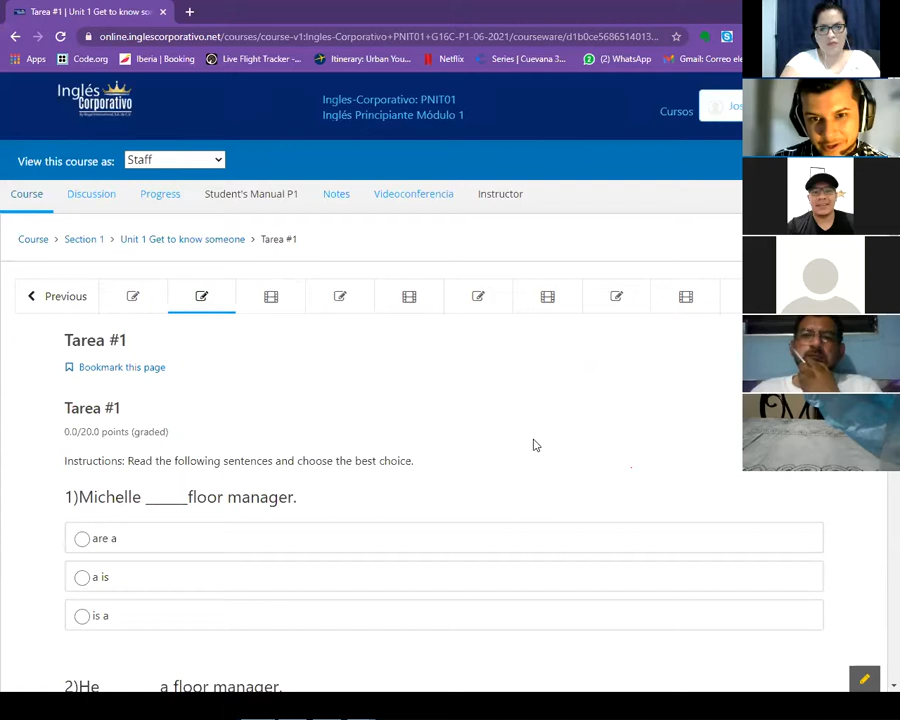 Tarea #1 | Unit 1 Get to know so
online.inglescorporativo.net/courses/course-v1:Ingles-Corporativo+PNIT01+G16C-P1-06-2021/courseware/d1b0ce5686514013...
Apps Code.org Iberia | Booking Live Flight Tracker -... Itinerary: Urban You... Netflix Series | Cuevana 3... (2) WhatsApp Gmail: Correo ele
Inglés Corporativo
Ingles-Corporativo: PNIT01
Inglés Principiante Módulo 1
Cursos
Jos
View this course as: Staff
Course Discussion Progress Student's Manual P1 Notes Videoconferencia Instructor
Course > Section 1 > Unit 1 Get to know someone > Tarea #1
Previous
Tarea #1
Bookmark this page
Tarea #1
0.0/20.0 points (graded)
Instructions: Read the following sentences and choose the best choice.
1)Michelle _____floor manager.
are a
a is
is a
2)He ______ a floor manager.